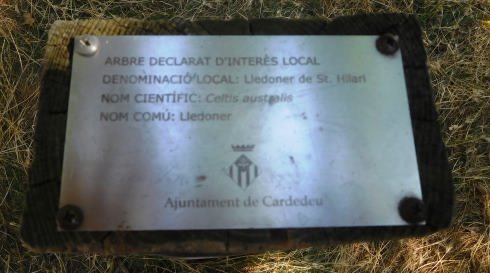 ARBRE DECLARAT D'INTERÈS LOCAL
DENOMINACIÓ LOCAL: Lledoner de St. Hilari
NOM CIENTÍFIC: Celtis australis
NOM COMÚ: Lledoner
Ajuntament de Cardedeu